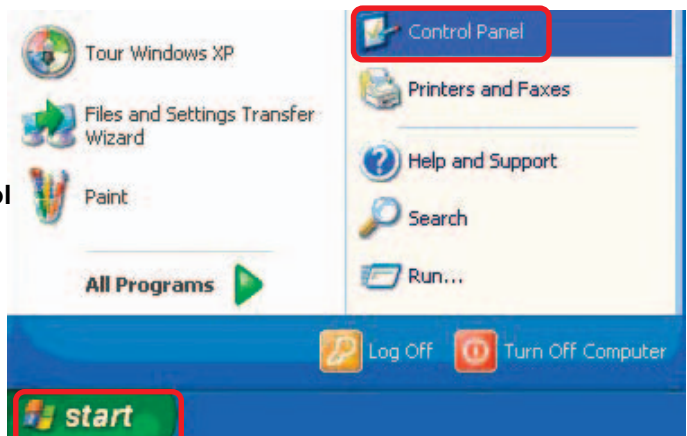 Tour Windows XP
Files and Settings Transfer
Wizard
Paint
All Programs
Control Panel
Printers and Faxes
Help and Support
Search
Run...
Log Off
Turn Off Computer
start